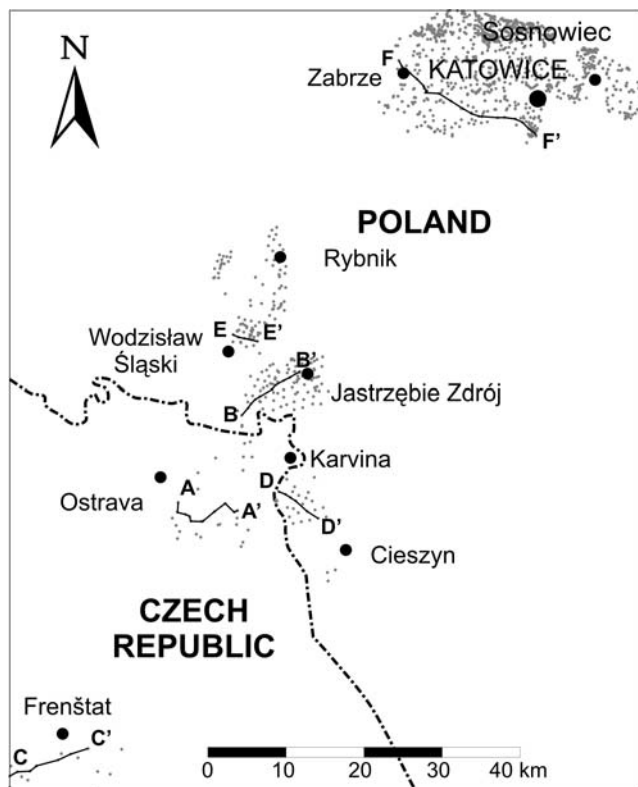 N
Sosnowiec
F
Zabrze
KATOWICE
F'
POLAND
Rybnik
E
E'
Wodzisław
Śląski
B'
Jastrzębie Zdrój
B
Karvina
D
A
Ostrava
A'
D'
Cieszyn
CZECH
REPUBLIC
Frenštat
C'
C
0 10 20 30 40 km